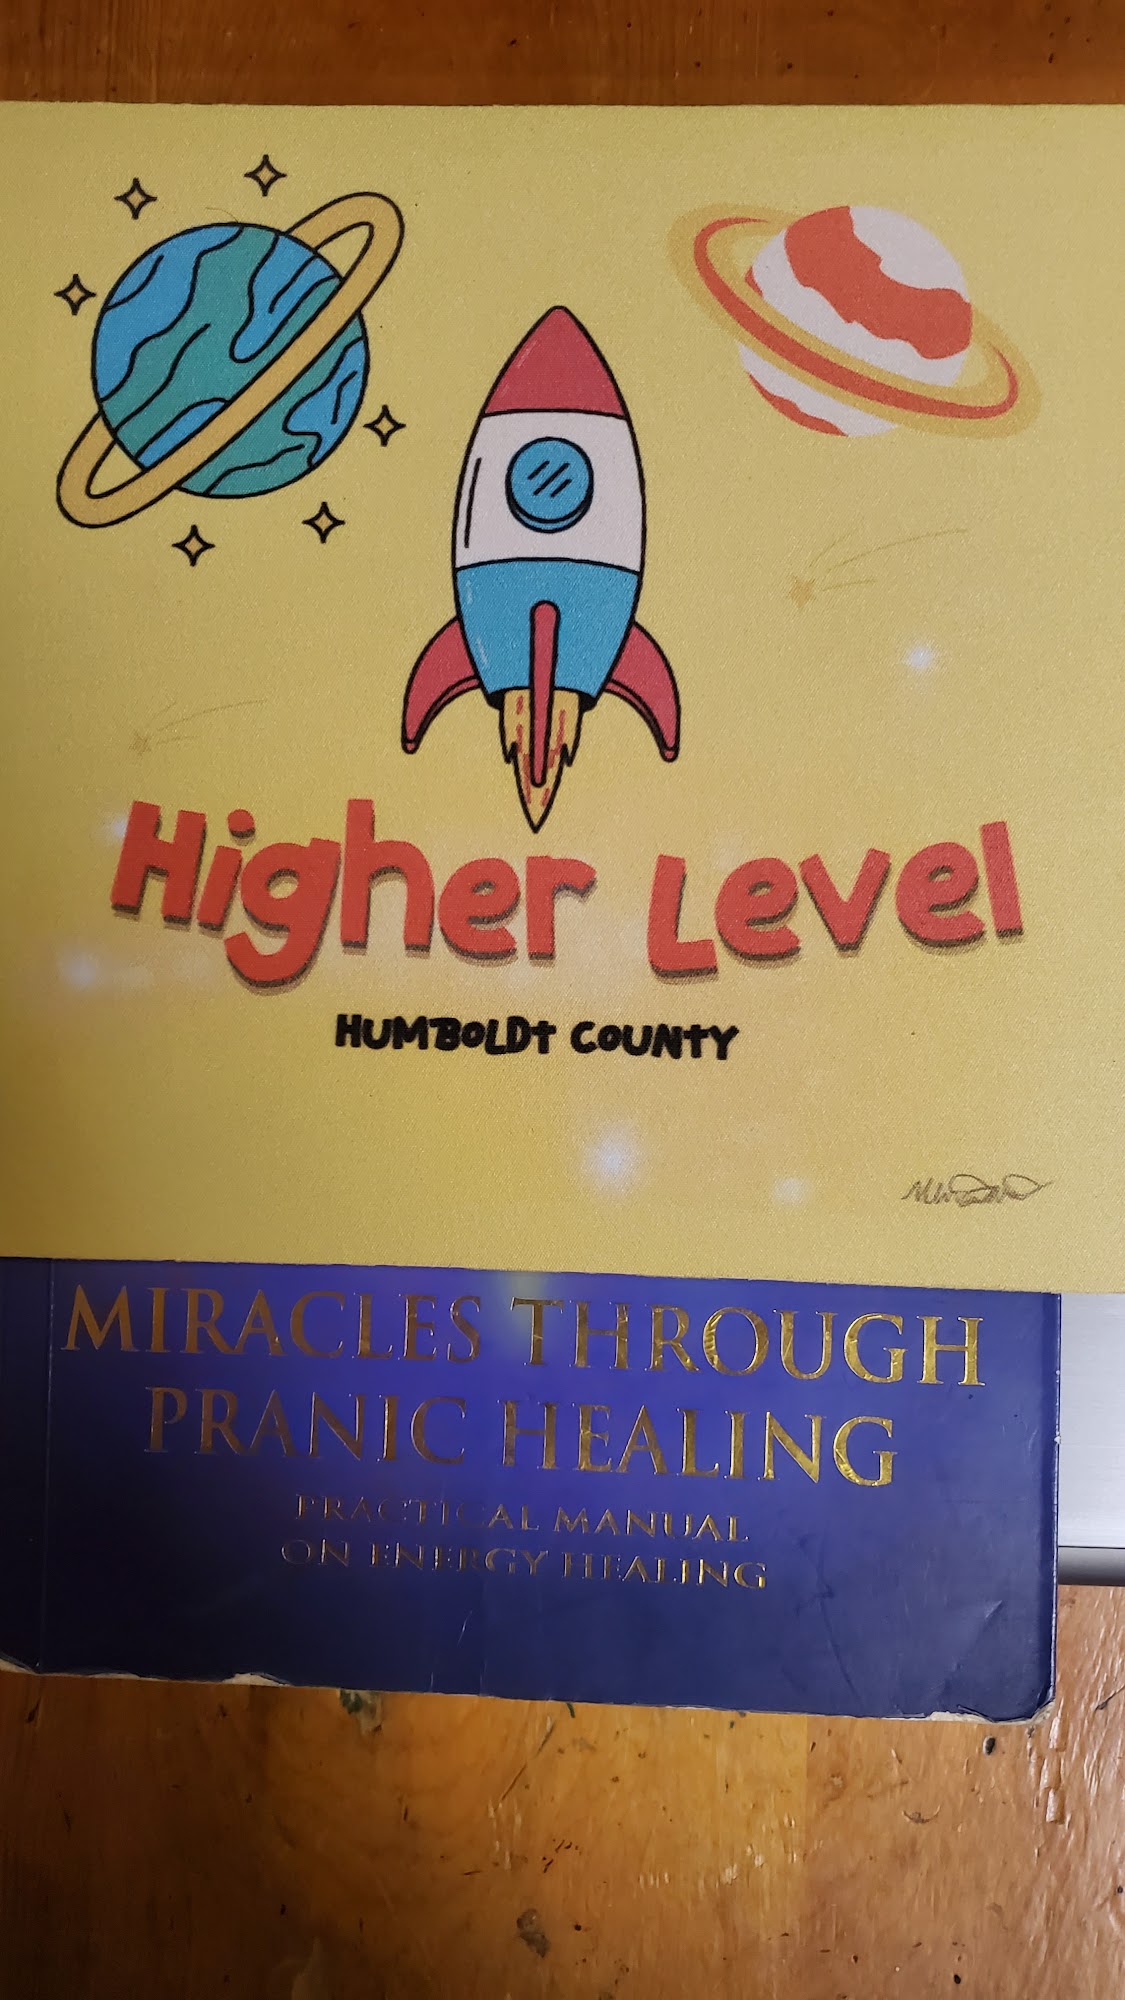 Higher Level
HUMBOLDt COUNtY
MIRACLES THROUGH
PRANIC HEALING
PRACTICAL MANUAL
ON ENERGY HEALING